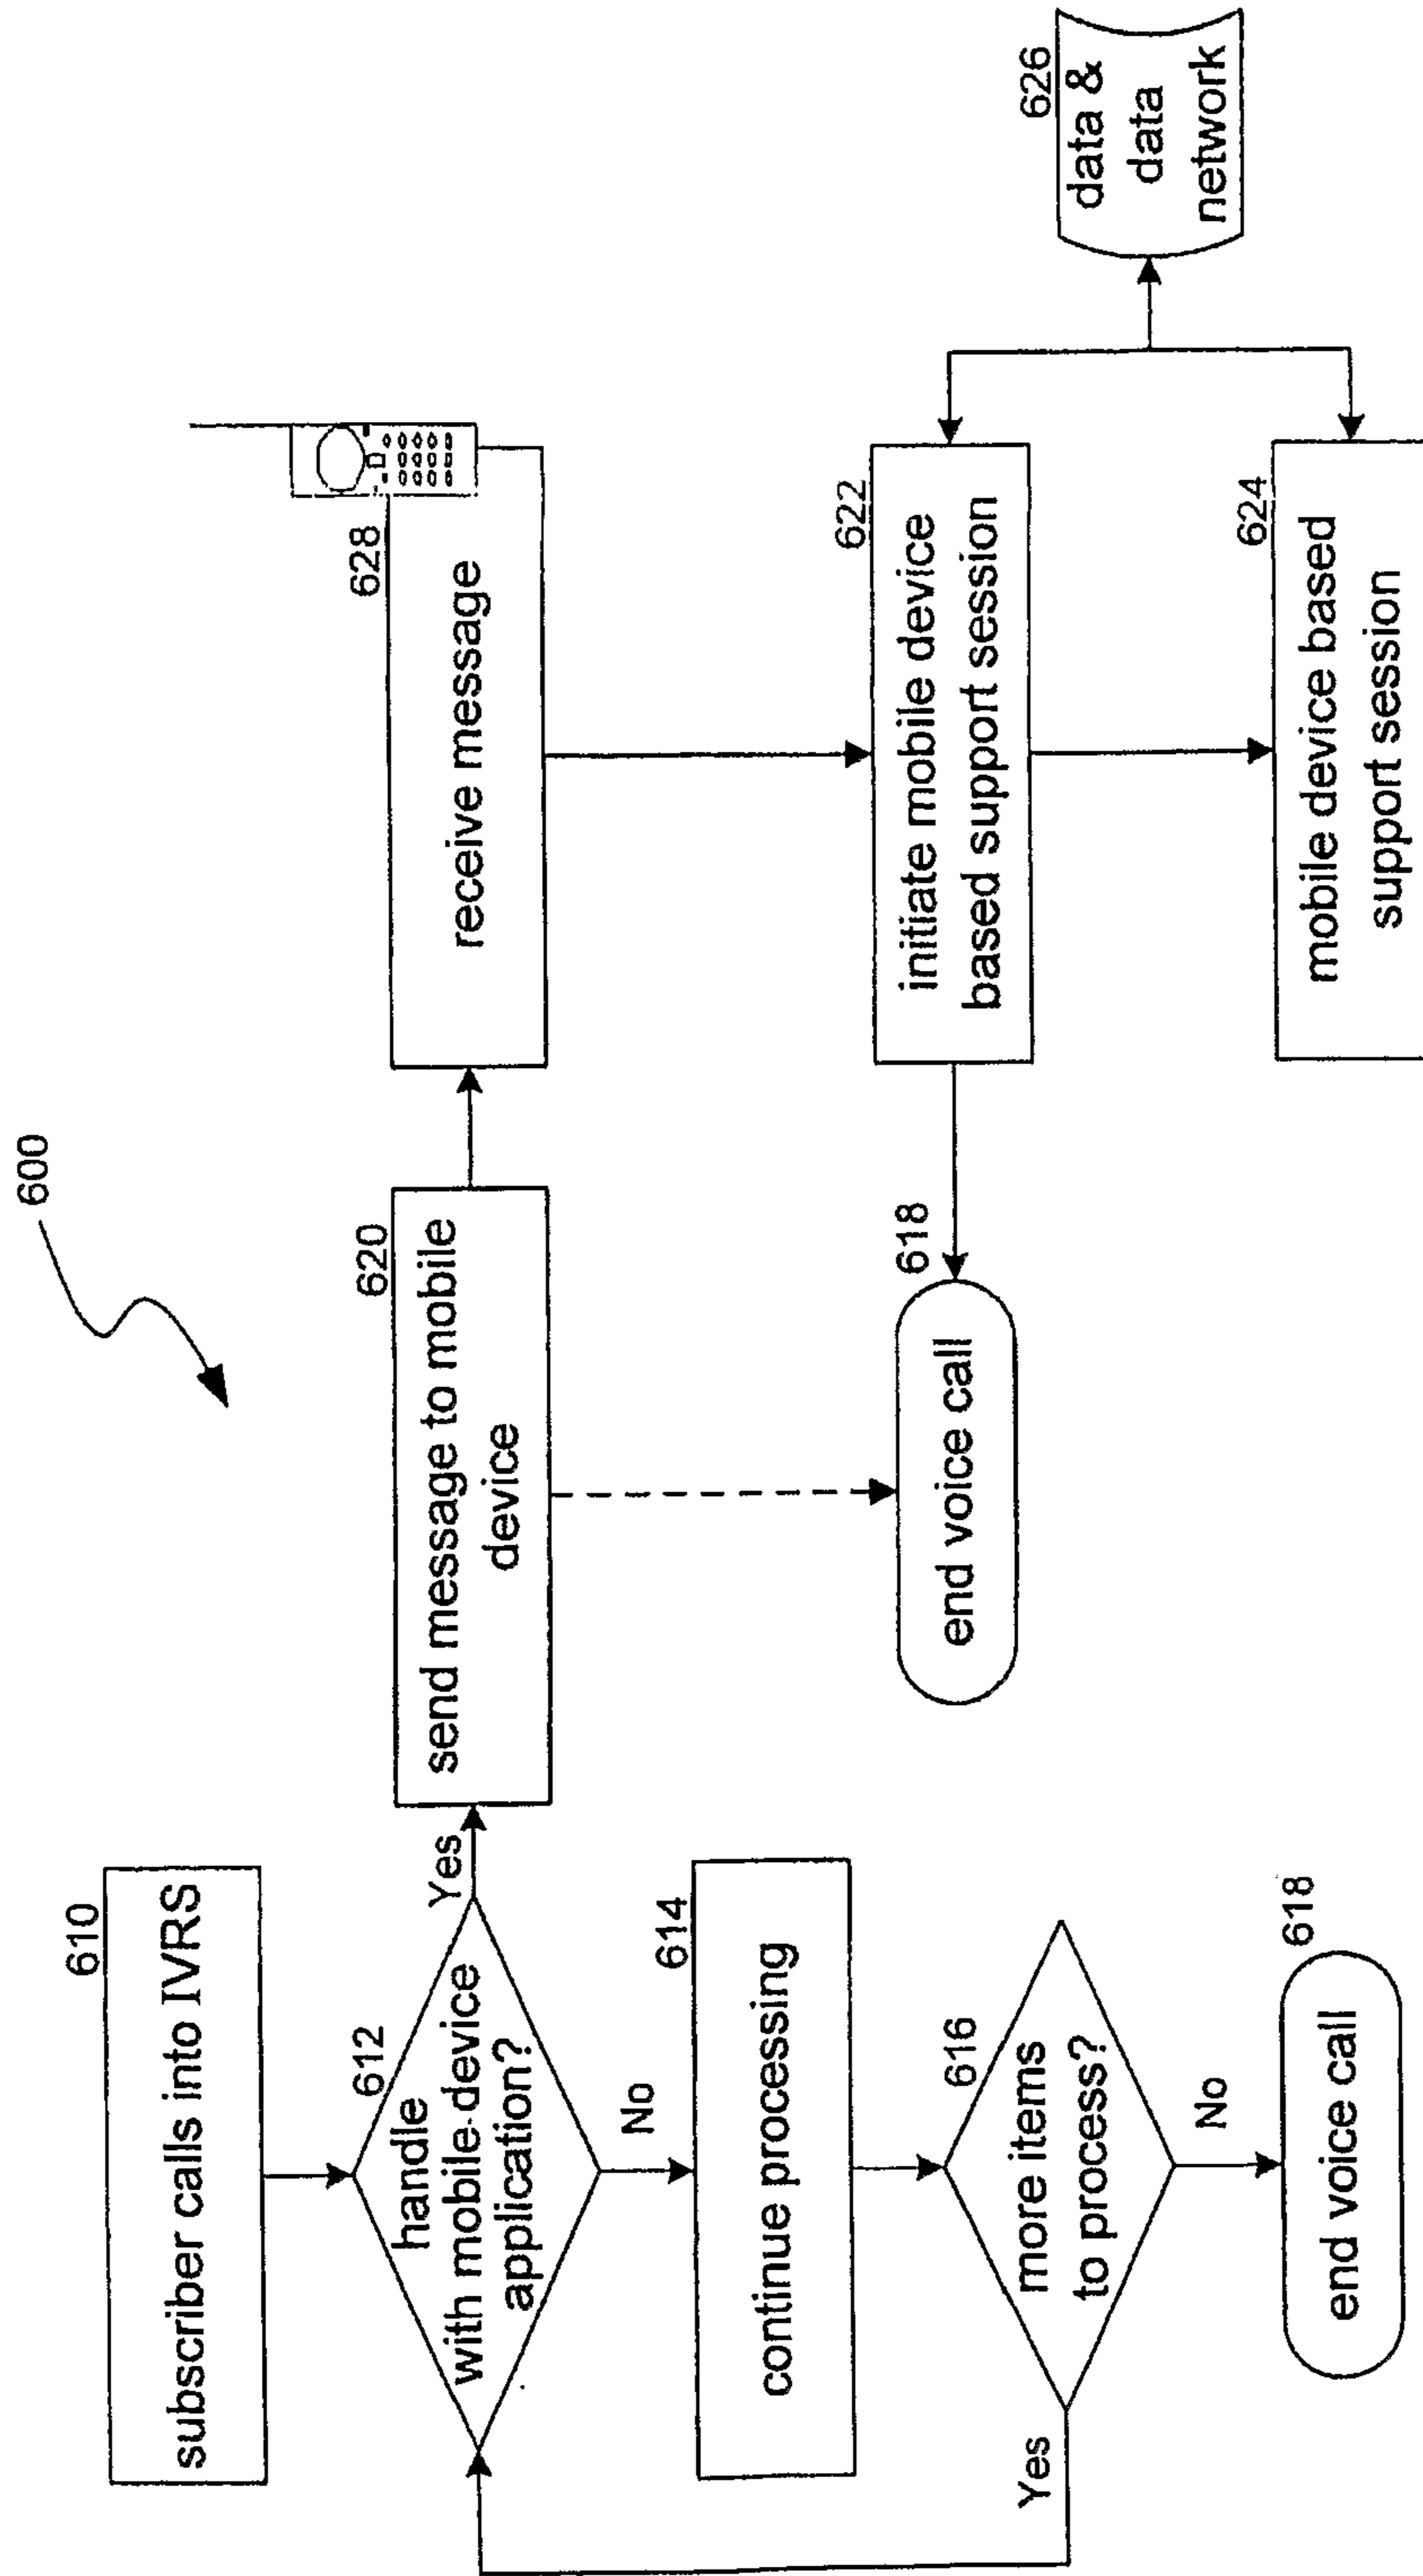 600
610
subscriber calls into IVRS
612
handle
with mobile device
application?
Yes
No
614
continue processing
616
more items
to process?
Yes
No
618
end voice call
620
send message to mobile
device
618
end voice call
628
receive message
622
initiate mobile device
based support session
624
mobile device based
support session
626
data &
data
network